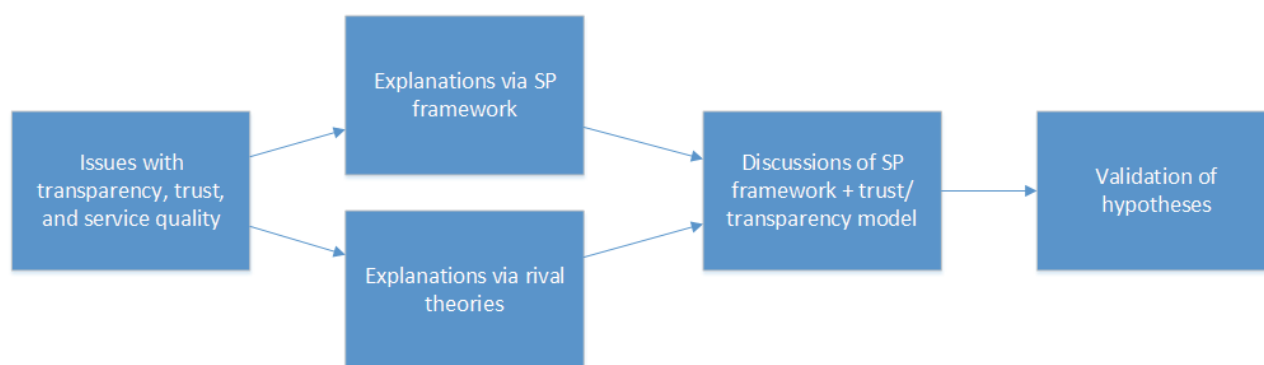 Issues with
transparency, trust,
and service quality
Explanations via SP
framework
Explanations via rival
theories
Discussions of SP
framework + trust/
transparency model
Validation of
hypotheses